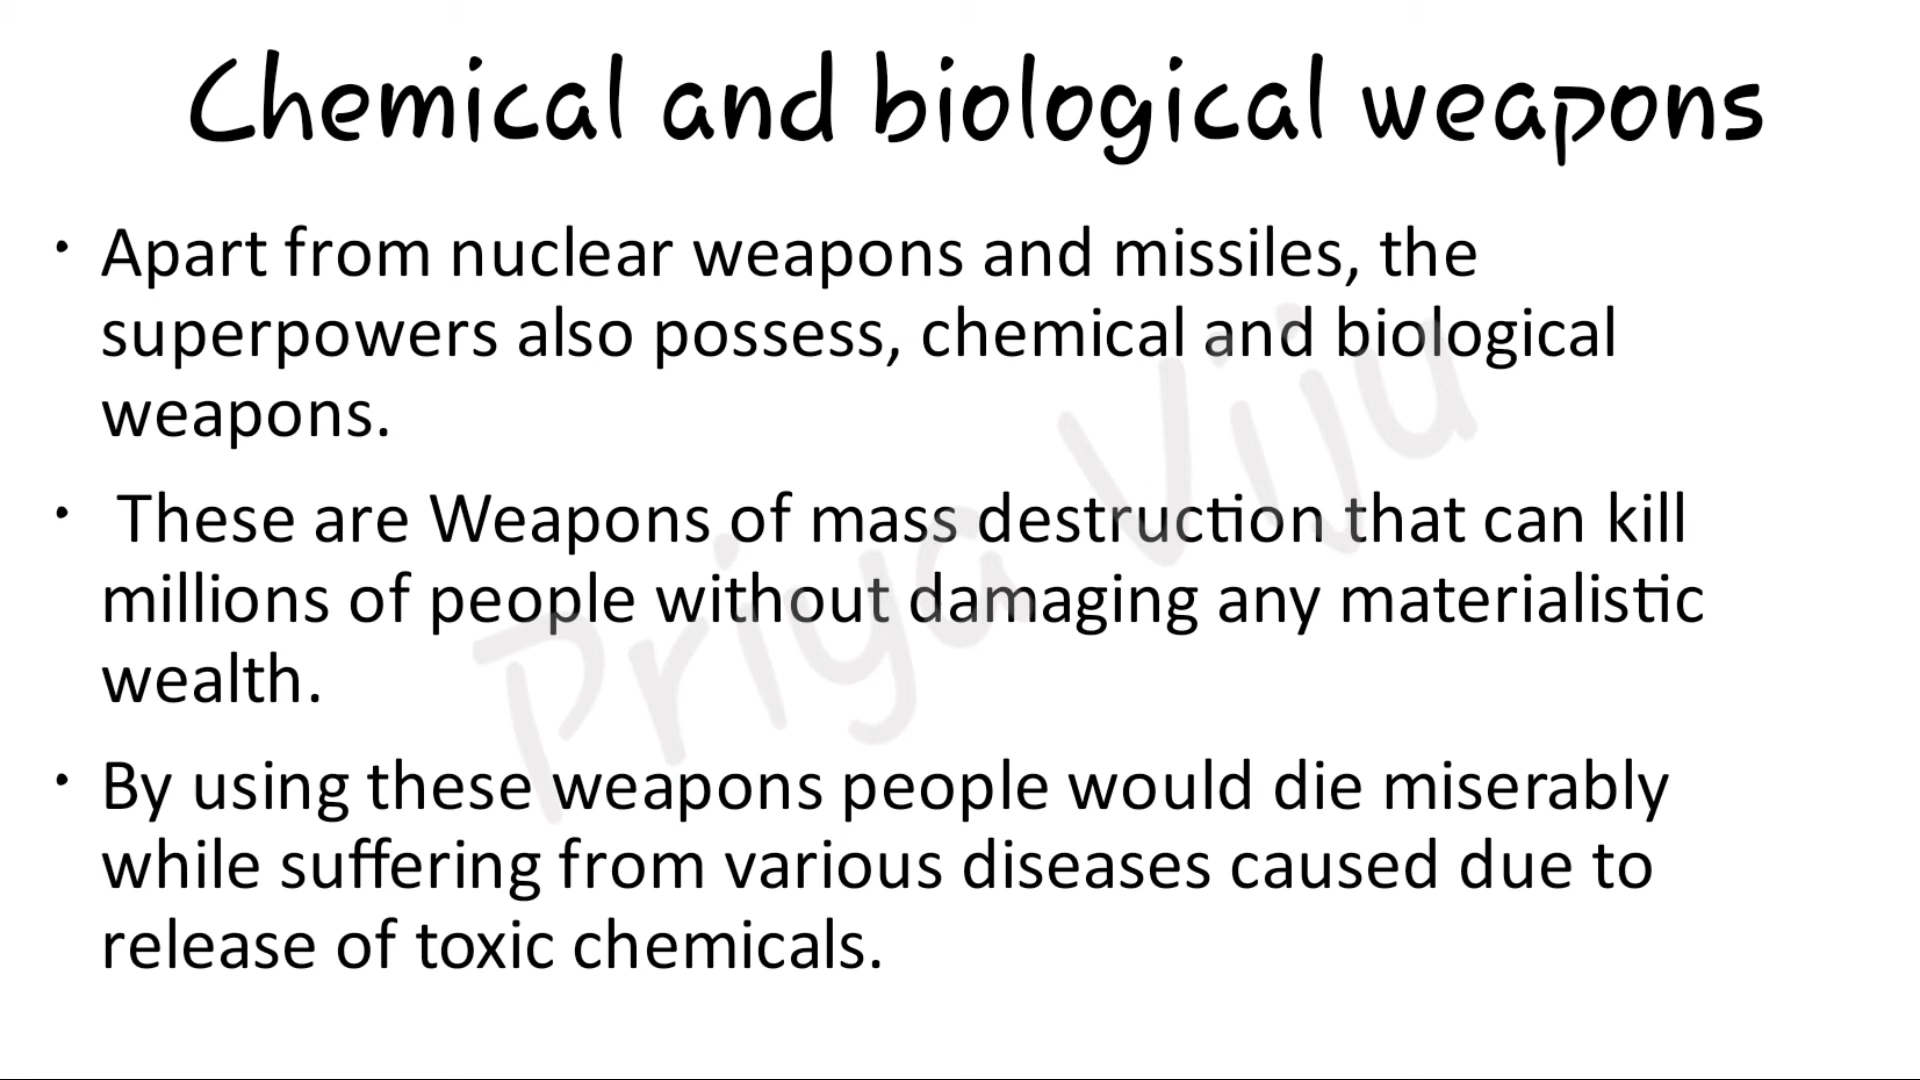 Chemical and biological weapons
• Apart from nuclear weapons and missiles, the
superpowers also possess, chemical and biological
weapons.
• These are Weapons of mass destruction that can kill
millions of people without damaging any materialistic
wealth.
• By using these weapons people would die miserably
while suffering from various diseases caused due to
release of toxic chemicals.
Priya Viju